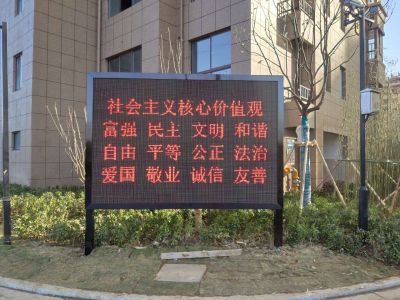 社会主义核心价值观
富强 民主 文明 和谐
自由 平等 公正 法治
爱国 敬业 诚信 友善